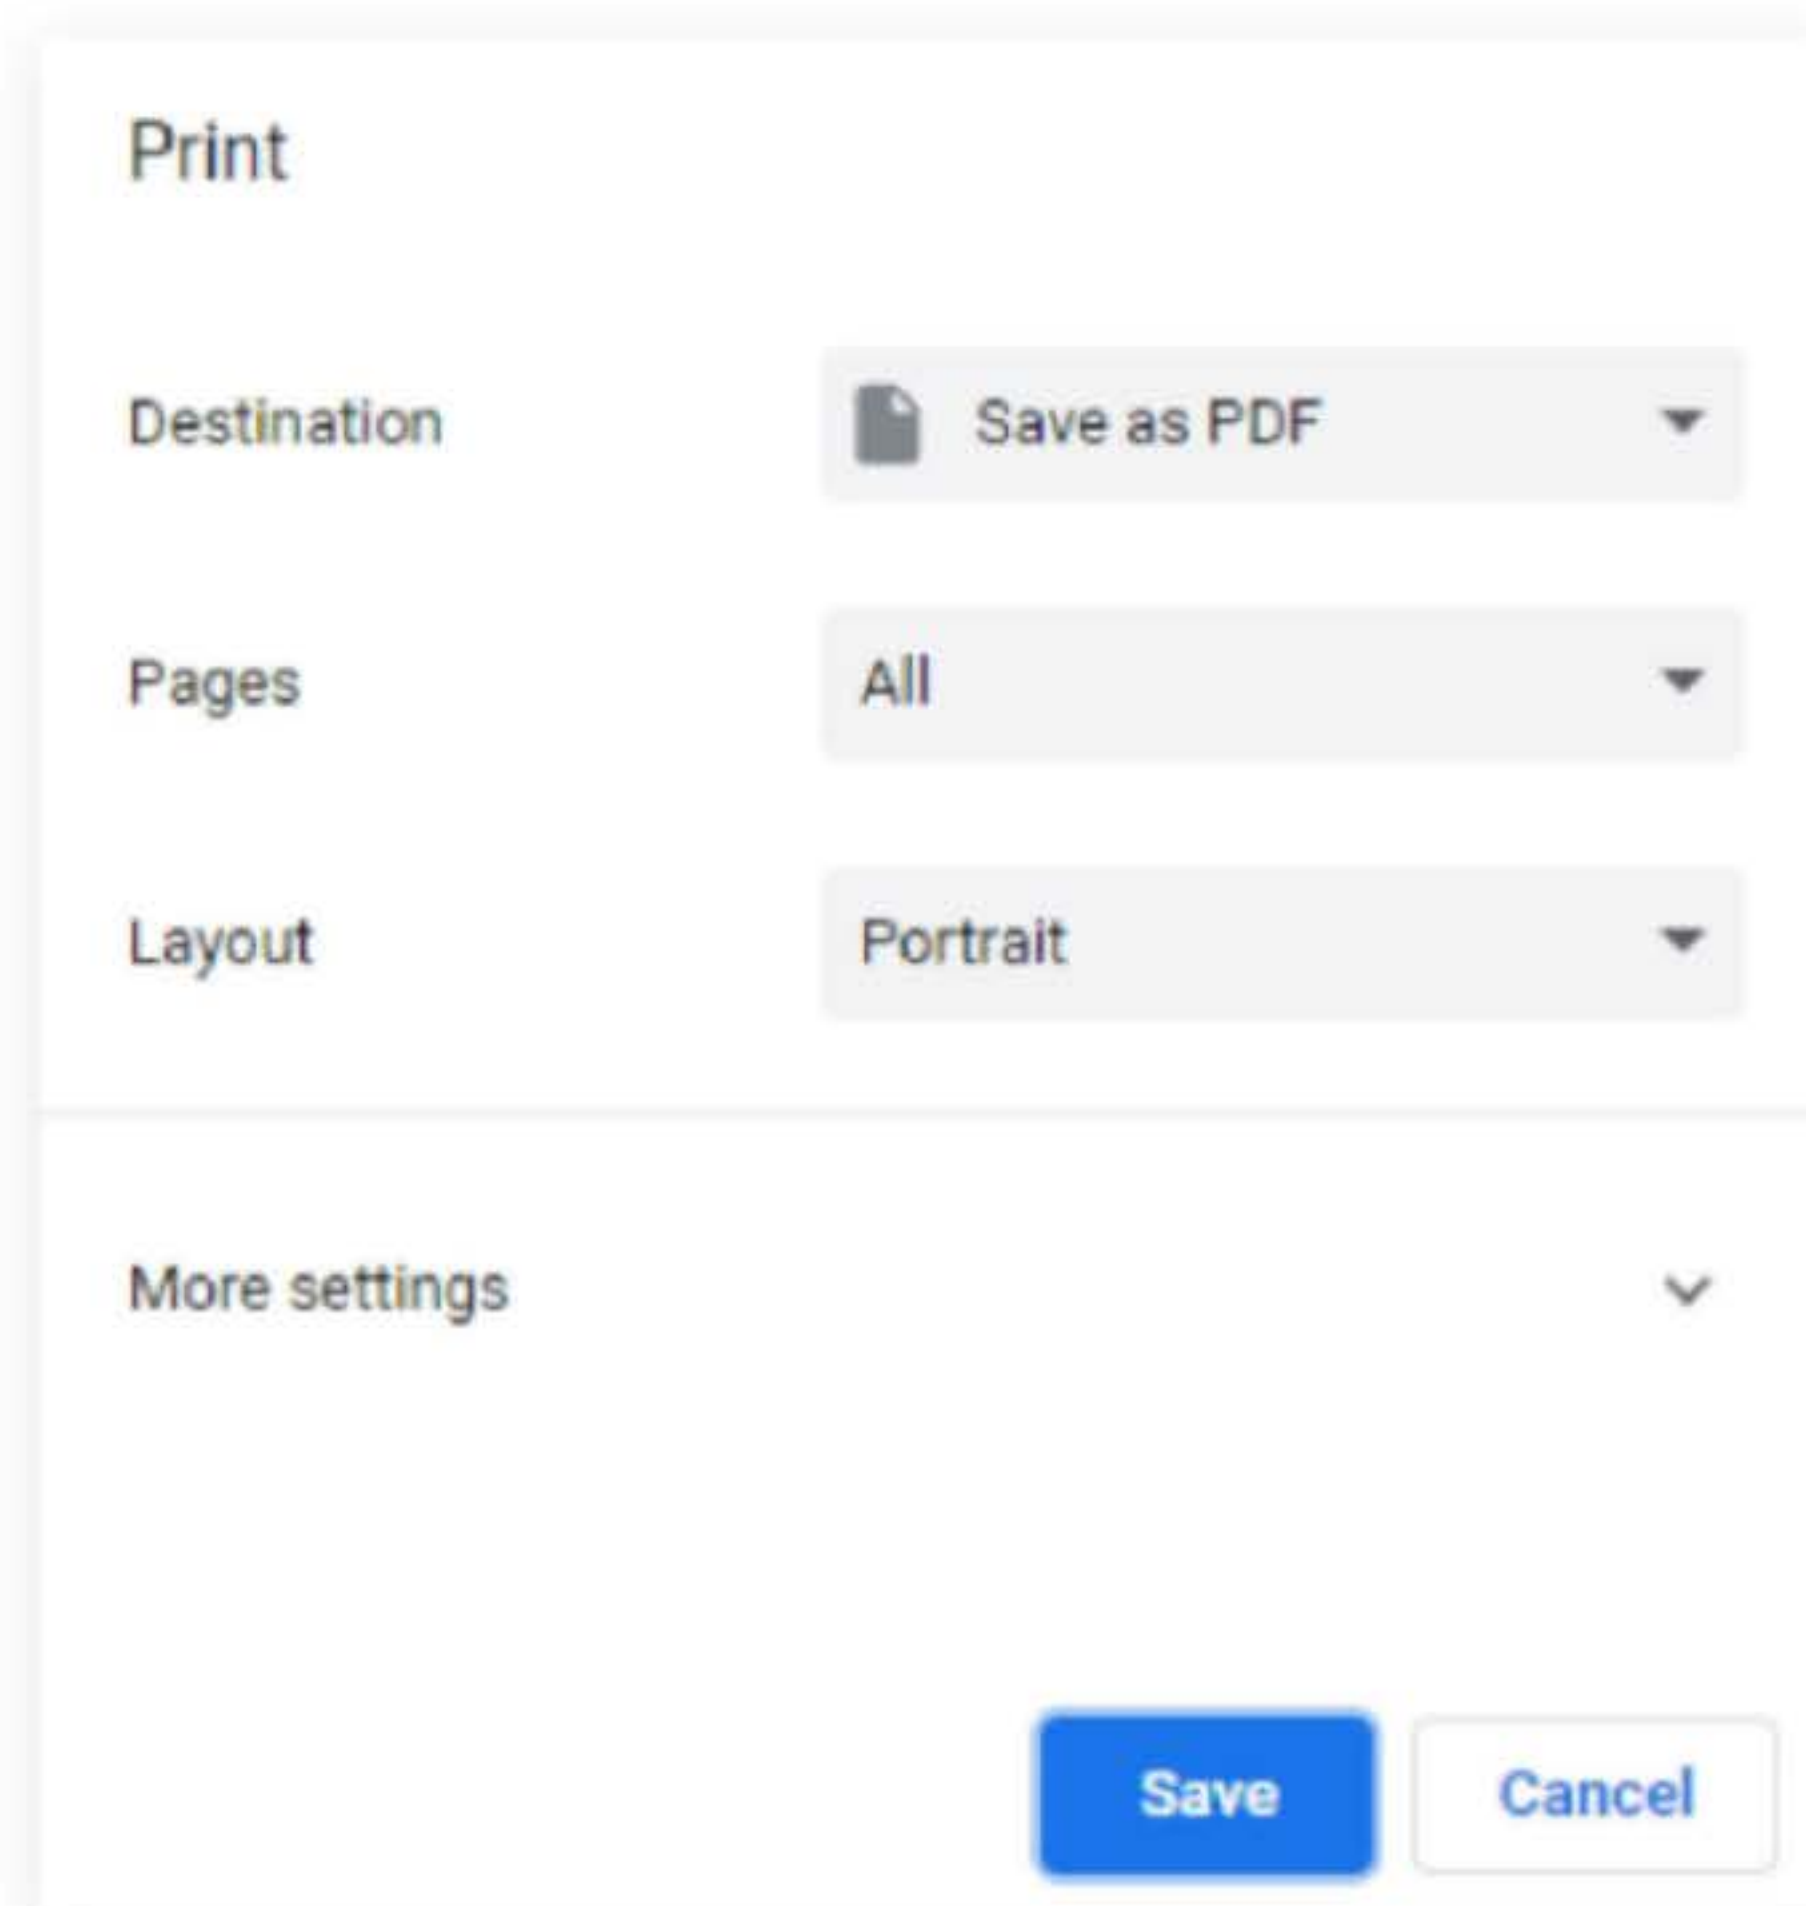 Print
Destination Save as PDF
Pages All
Layout Portrait
More settings
Save Cancel